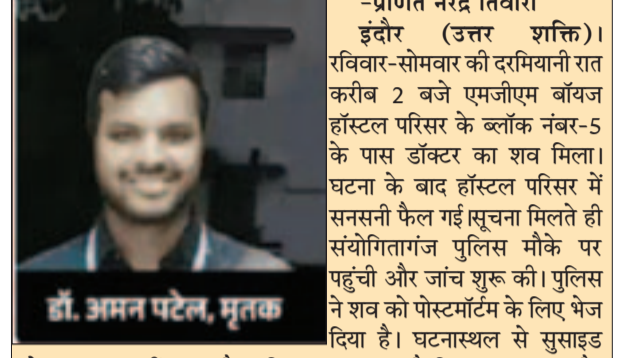 -प्रणित नरेंद्र तिवारी
इंदौर (उत्तर शक्ति)।
रविवार-सोमवार की दरमियानी रात
करीब 2 बजे एमजीएम बॉयज
हॉस्टल परिसर के ब्लॉक नंबर-5
के पास डॉक्टर का शव मिला।
घटना के बाद हॉस्टल परिसर में
सनसनी फैल गई।सूचना मिलते ही
संयोगितागंज पुलिस मौके पर
पहुंची और जांच शुरू की। पुलिस
ने शव को पोस्टमॉर्टम के लिए भेज
दिया है। घटनास्थल से सुसाइड
डॉ. अमन पटेल, मृतक